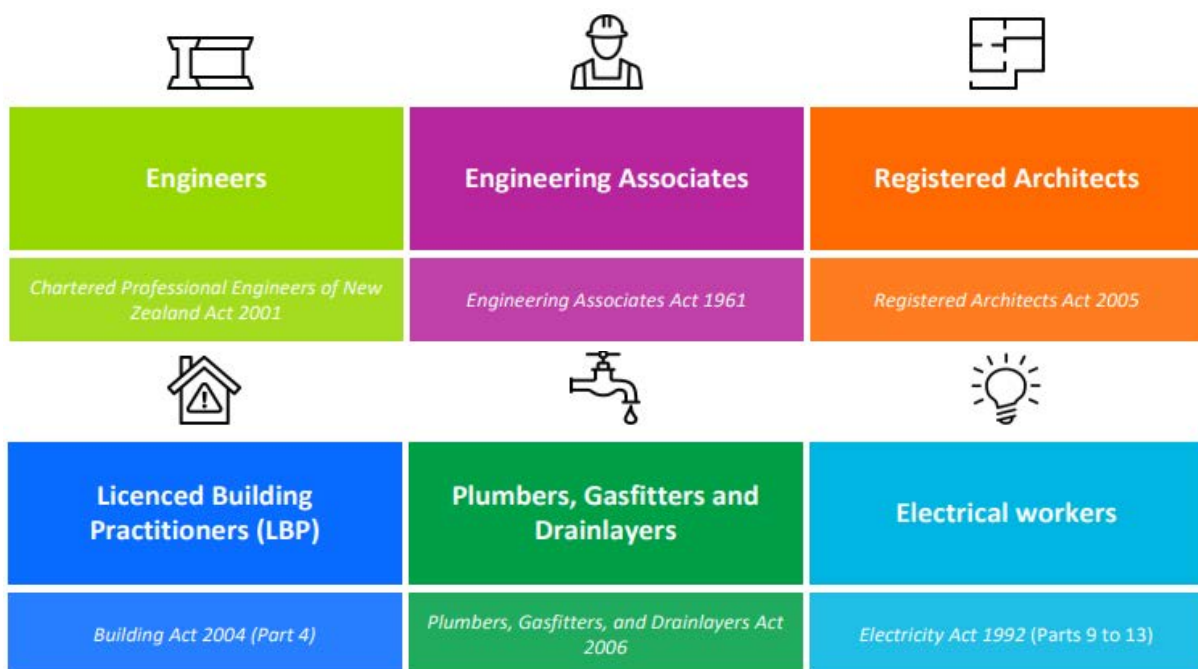 Engineers
Engineering Associates
Registered Architects
Chartered Professional Engineers of New
Zealand Act 2001
Engineering Associates Act 1961
Registered Architects Act 2005
Licenced Building
Practitioners (LBP)
Plumbers, Gasfitters and
Drainlayers
Electrical workers
Building Act 2004 (Part 4)
Plumbers, Gasfitters, and Drainlayers Act
2006
Electricity Act 1992 (Parts 9 to 13)